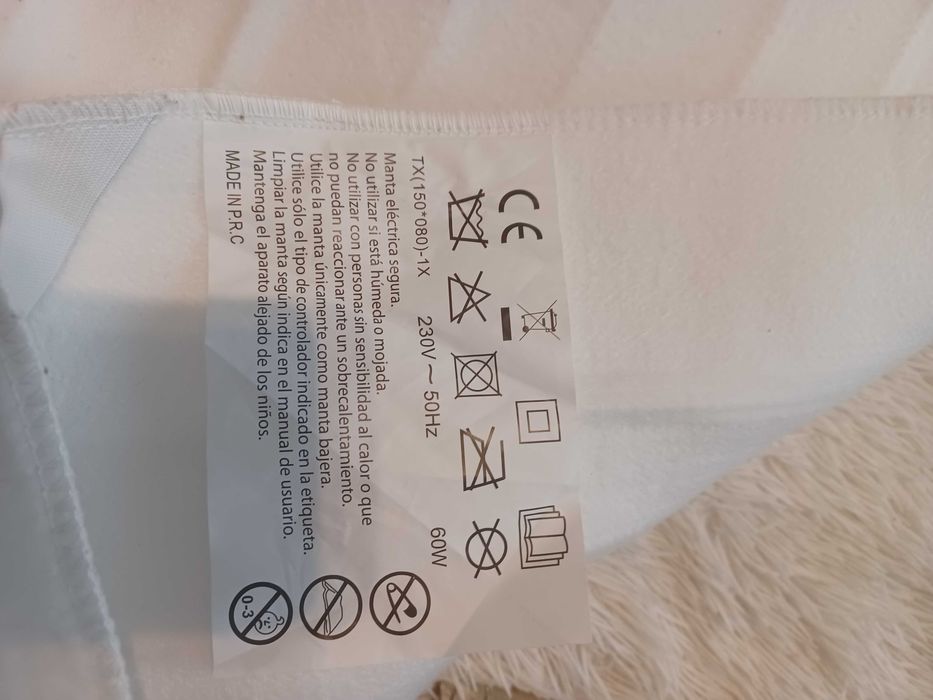 CE
TX(150*080)-1X 230V～50Hz 60W
Manta eléctrica segura.
No utilizar si está húmeda o mojada.
No utilizar con personas sin sensibilidad al calor o que
no puedan reaccionar ante un sobrecalentamiento.
Utilice la manta únicamente como manta bajera.
Utilice sólo el tipo de controlador indicado en la etiqueta.
Limpiar la manta según indica en el manual de usuario.
Mantenga el aparato alejado de los niños.
MADE IN P.R.C
0-3